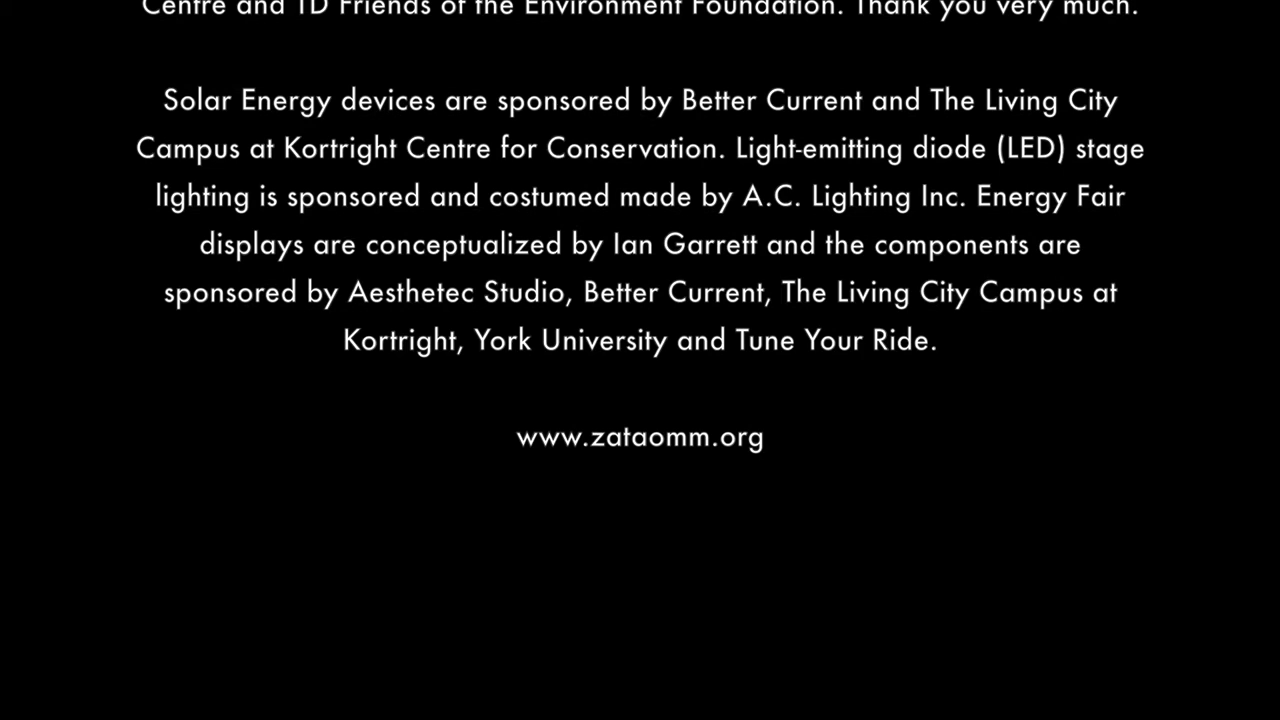 Centre and TD Friends of the Environment Foundation. Thank you very much.
Solar Energy devices are sponsored by Better Current and The Living City
Campus at Kortright Centre for Conservation. Light-emitting diode (LED) stage
lighting is sponsored and costumed made by A.C. Lighting Inc. Energy Fair
displays are conceptualized by Ian Garrett and the components are
sponsored by Aesthetec Studio, Better Current, The Living City Campus at
Kortright, York University and Tune Your Ride.
www.zataomm.org